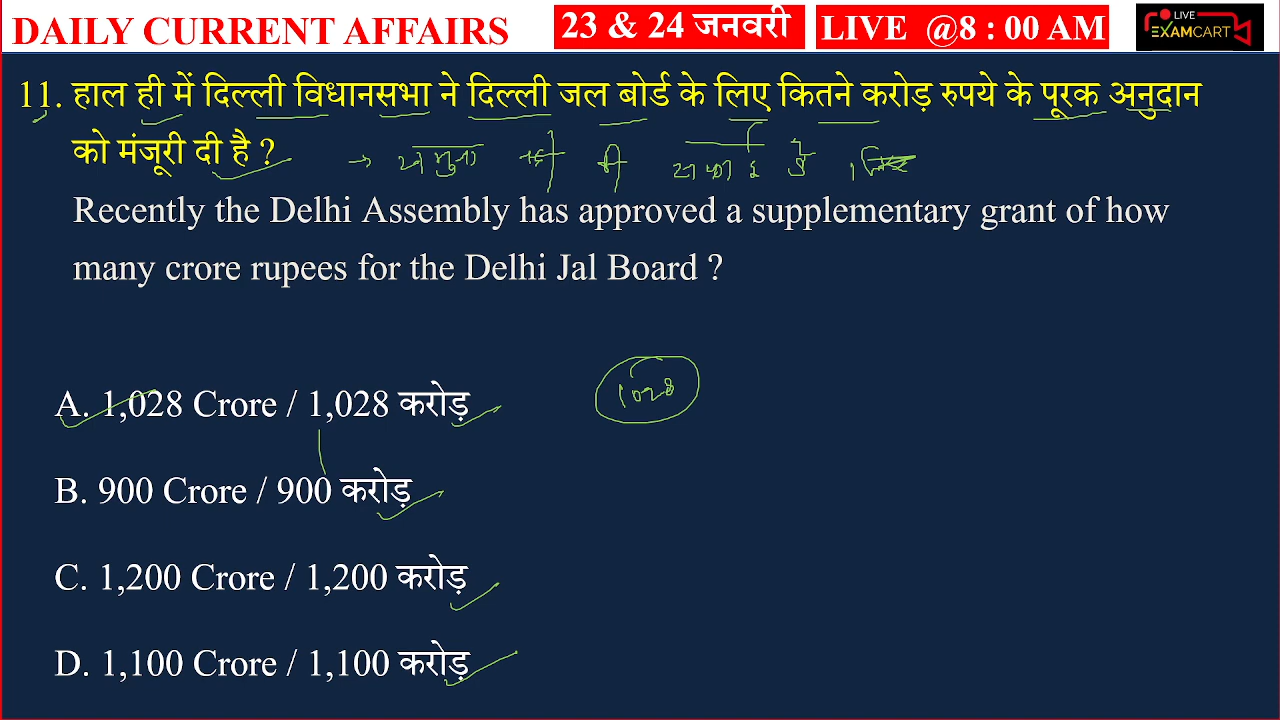 DAILY CURRENT AFFAIRS
23 & 24 जनवरी
LIVE @8 : 00 AM
LIVE
EXAMCART
11. हाल ही में दिल्ली विधानसभा ने दिल्ली जल बोर्ड के लिए कितने करोड़ रुपये के पूरक अनुदान
को मंजूरी दी है ?
Recently the Delhi Assembly has approved a supplementary grant of how
many crore rupees for the Delhi Jal Board ?
A. 1,028 Crore / 1,028 करोड़
1028
B. 900 Crore / 900 करोड़
C. 1,200 Crore / 1,200 करोड़
D. 1,100 Crore / 1,100 करोड़